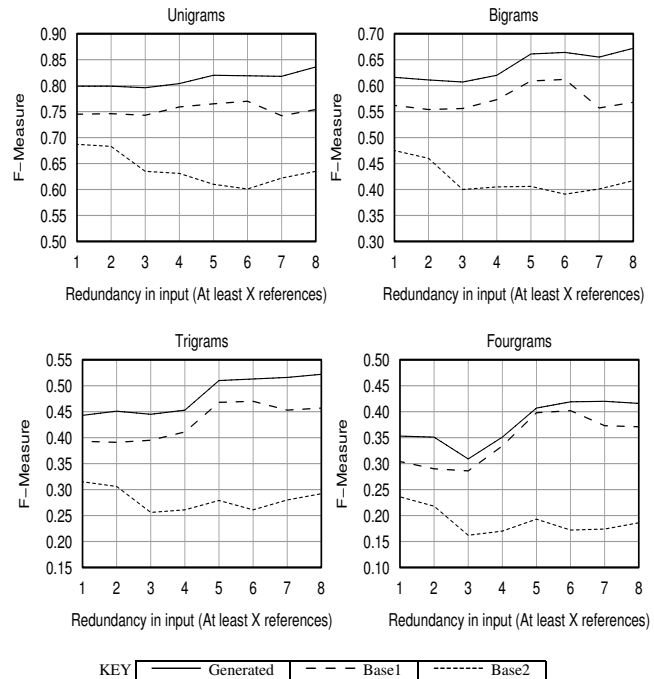 Unigrams
0.90
0.85
0.80
0.75
0.70
0.65
0.60
0.55
0.50
F-Measure
1 2 3 4 5 6 7 8
Redundancy in input (At least X references)
Bigrams
0.70
0.65
0.60
0.55
0.50
0.45
0.40
0.35
0.30
F-Measure
1 2 3 4 5 6 7 8
Redundancy in input (At least X references)
Trigrams
0.55
0.50
0.45
0.40
0.35
0.30
0.25
0.20
0.15
F-Measure
1 2 3 4 5 6 7 8
Redundancy in input (At least X references)
Fourgrams
0.50
0.45
0.40
0.35
0.30
0.25
0.20
0.15
0.10
F-Measure
1 2 3 4 5 6 7 8
Redundancy in input (At least X references)
KEY Generated Base1 Base2